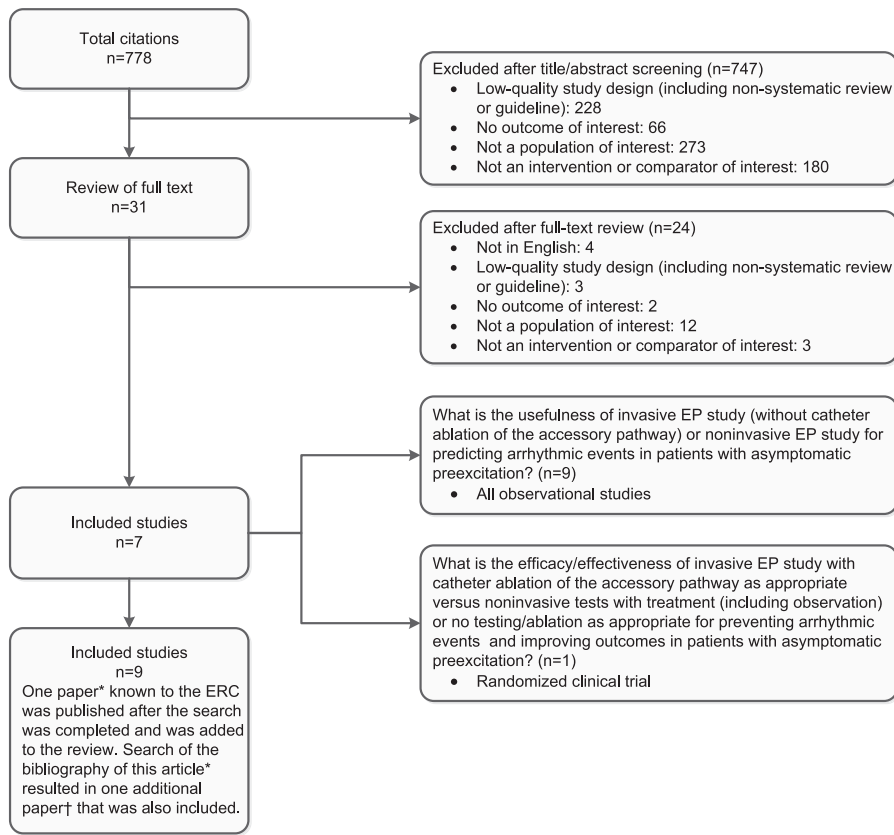 Total citations
n=778
Excluded after title/abstract screening (n=747)
• Low-quality study design (including non-systematic review
or guideline): 228
• No outcome of interest: 66
• Not a population of interest: 273
• Not an intervention or comparator of interest: 180
Review of full text
n=31
Excluded after full-text review (n=24)
• Not in English: 4
• Low-quality study design (including non-systematic review
or guideline): 3
• No outcome of interest: 2
• Not a population of interest: 12
• Not an intervention or comparator of interest: 3
What is the usefulness of invasive EP study (without catheter
ablation of the accessory pathway) or noninvasive EP study for
predicting arrhythmic events in patients with asymptomatic
preexcitation? (n=9)
• All observational studies
Included studies
n=7
What is the efficacy/effectiveness of invasive EP study with
catheter ablation of the accessory pathway as appropriate
versus noninvasive tests with treatment (including observation)
or no testing/ablation as appropriate for preventing arrhythmic
events and improving outcomes in patients with asymptomatic
preexcitation? (n=1)
• Randomized clinical trial
Included studies
n=9
One paper* known to the ERC
was published after the search
was completed and was added
to the review. Search of the
bibliography of this article*
resulted in one additional
paper† that was also included.